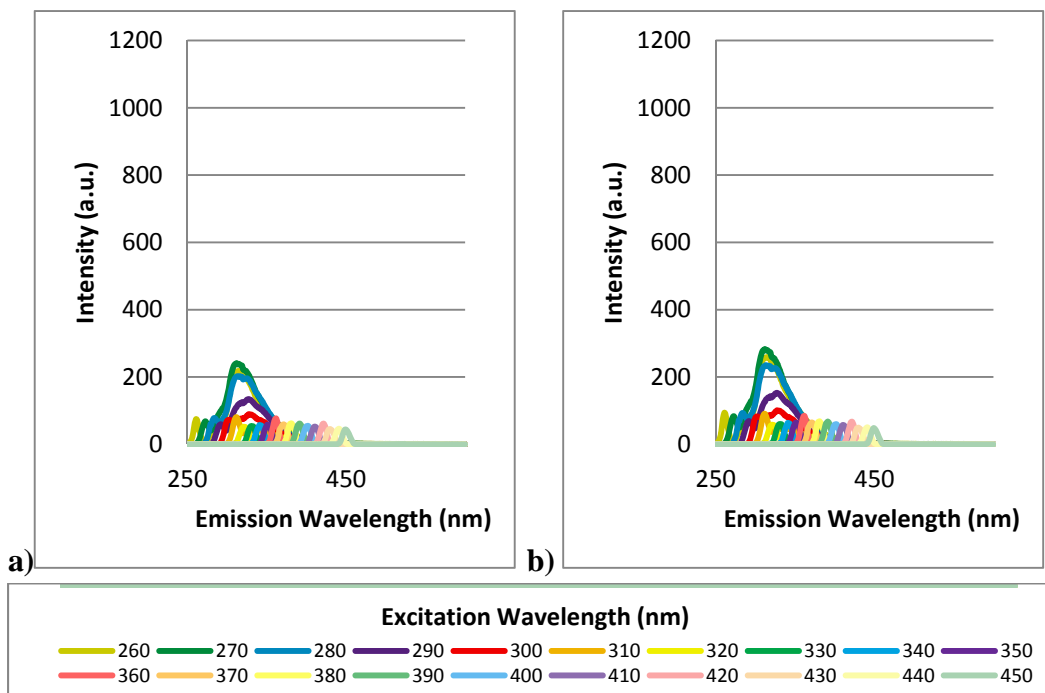 1200
1000
800
600
400
200
0
250 450
Intensity (a.u.)
Emission Wavelength (nm)
a)
1200
1000
800
600
400
200
0
250 450
Intensity (a.u.)
Emission Wavelength (nm)
b)
Excitation Wavelength (nm)
260 270 280 290 300 310 320 330 340 350
360 370 380 390 400 410 420 430 440 450